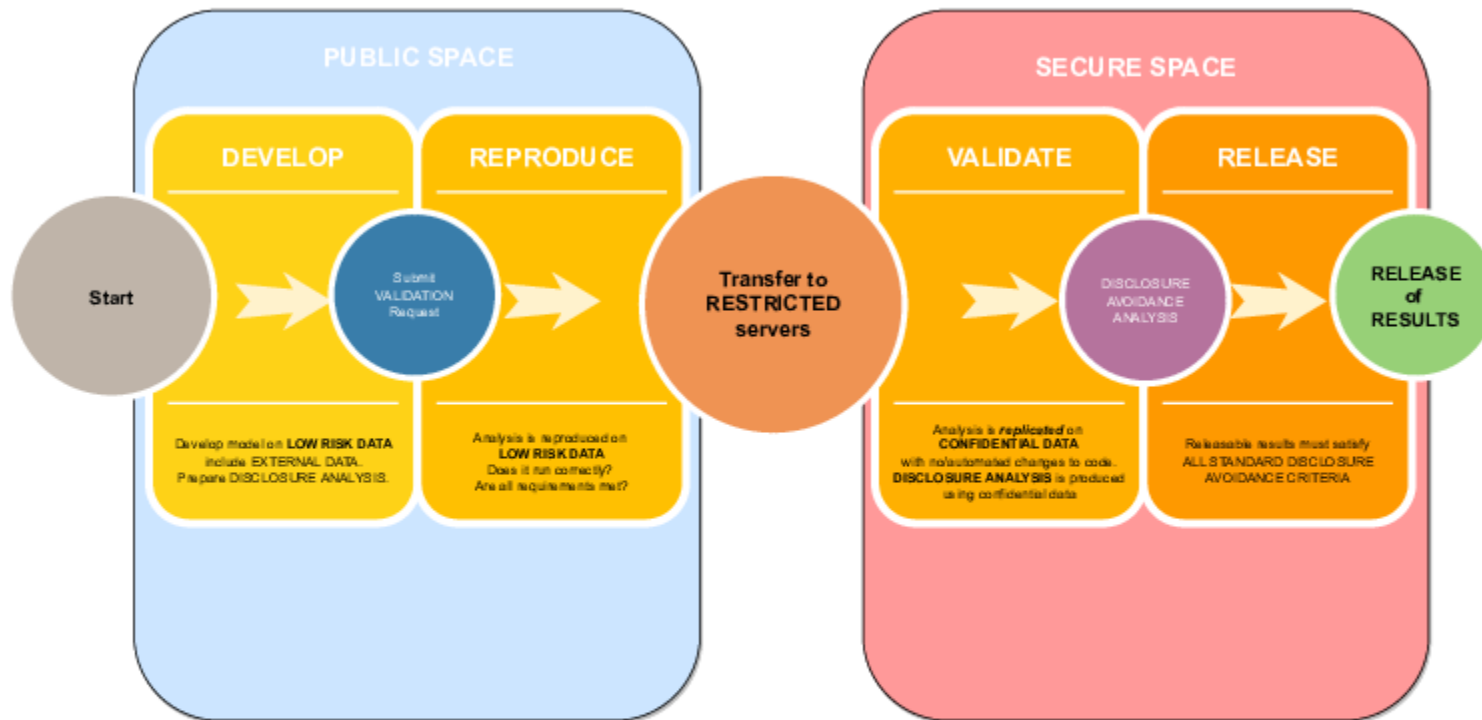 PUBLIC SPACE
SECURE SPACE
DEVELOP
REPRODUCE
VALIDATE
RELEASE
Start
Submit
VALIDATION
Request
Transfer to
RESTRICTED
servers
DISCLOSURE
AVOIDANCE
ANALYSIS
RELEASE
of
RESULTS
Develop model on LOW RISK DATA
include EXTERNAL DATA.
Prepare DISCLOSURE ANALYSIS.
Analysis is reproduced on
LOW RISK DATA
Does it run correctly?
Are all requirements met?
Analysis is replicated on
CONFIDENTIAL DATA
with no/automated changes to code.
DISCLOSURE ANALYSIS is produced
using confidential data
Releasable results must satisfy
ALL STANDARD DISCLOSURE
AVOIDANCE CRITERIA